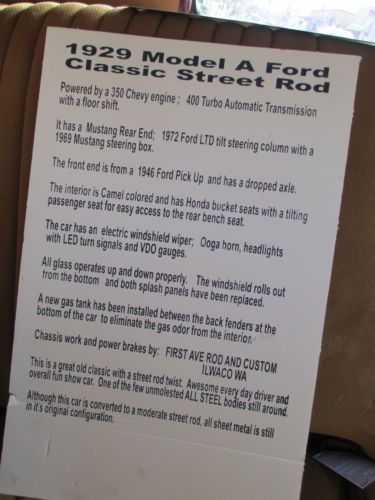 1929 Model A Ford
Classic Street Rod
Powered by a 350 Chevy engine ; 400 Turbo Automatic Transmission
with a floor shift.
It has a Mustang Rear End; 1972 Ford LTD tilt steering column with a
1969 Mustang steering box.
The front end is from a 1946 Ford Pick Up and has a dropped axle.
The interior is Camel colored and has Honda bucket seats with a tilting
passenger seat for easy access to the rear bench seat.
The car has an electric windshield wiper; Ooga horn, headlights
with LED turn signals and VDO gauges.
All glass operates up and down properly. The windshield rolls out
from the bottom and both splash panels have been replaced.
A new gas tank has been installed between the back fenders at the
bottom of the car to eliminate the gas odor from the interior.
Chassis work and power brakes by: FIRST AVE ROD AND CUSTOM
ILWACO WA
This is a great old classic with a street rod twist. Awesome every day driver and
overall fun show car. One of the few unmolested ALL STEEL bodies still around.
Although this car is converted to a moderate street rod, all sheet metal is still
in it's original configuration.